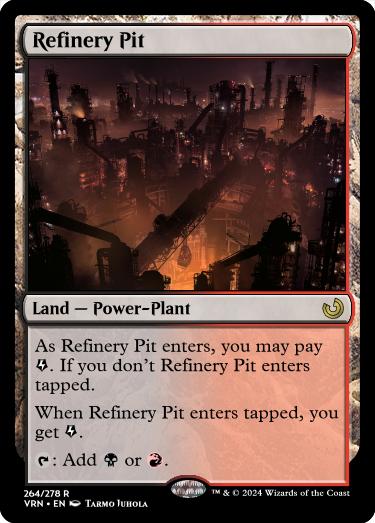 Refinery Pit
Land — Power-Plant
As Refinery Pit enters, you may pay
. If you don't Refinery Pit enters
tapped.
When Refinery Pit enters tapped, you
get .
: Add or .
264/278 R
VRN • EN Tarmo Juhola
™ & © 2024 Wizards of the Coast